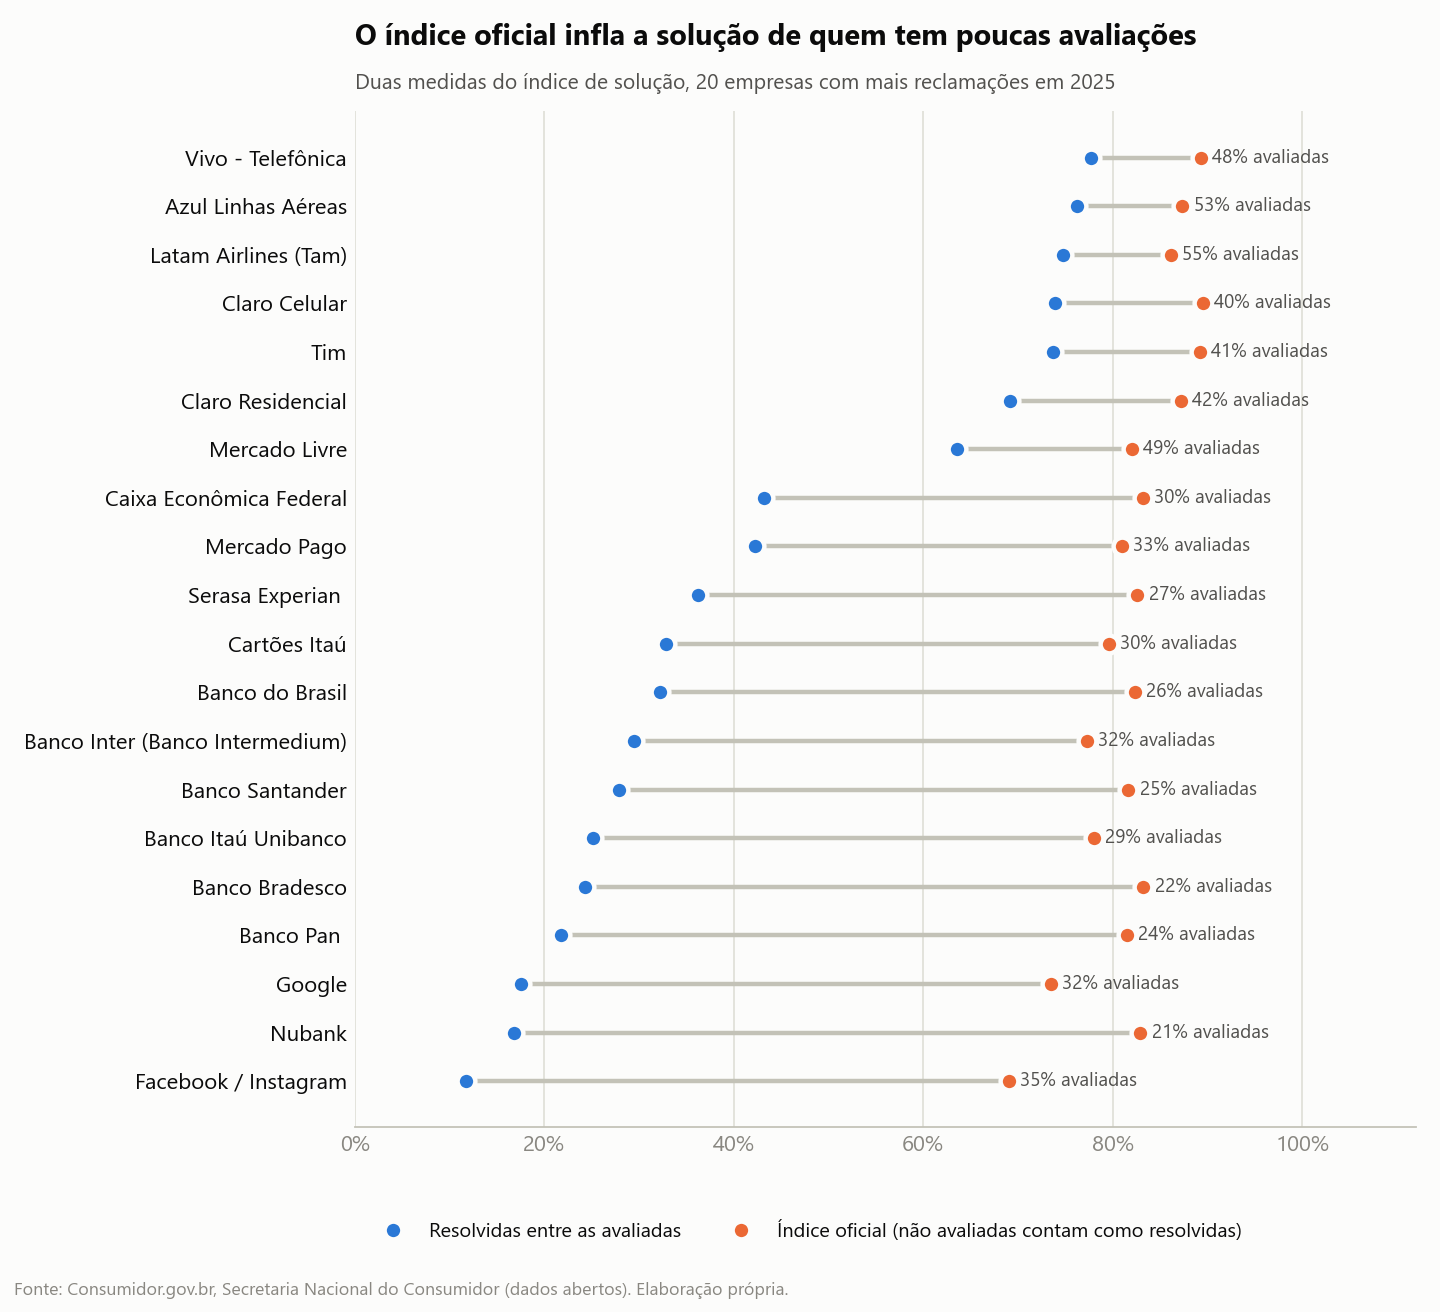 O índice oficial infla a solução de quem tem poucas avaliações
Duas medidas do índice de solução, 20 empresas com mais reclamações em 2025
Vivo - Telefônica 48% avaliadas
Azul Linhas Aéreas 53% avaliadas
Latam Airlines (Tam) 55% avaliadas
Claro Celular 40% avaliadas
Tim 41% avaliadas
Claro Residencial 42% avaliadas
Mercado Livre 49% avaliadas
Caixa Econômica Federal 30% avaliadas
Mercado Pago 33% avaliadas
Serasa Experian 27% avaliadas
Cartões Itaú 30% avaliadas
Banco do Brasil 26% avaliadas
Banco Inter (Banco Intermedium) 32% avaliadas
Banco Santander 25% avaliadas
Banco Itaú Unibanco 29% avaliadas
Banco Bradesco 22% avaliadas
Banco Pan 24% avaliadas
Google 32% avaliadas
Nubank 21% avaliadas
Facebook / Instagram 35% avaliadas
0% 20% 40% 60% 80% 100%
Resolvidas entre as avaliadas Índice oficial (não avaliadas contam como resolvidas)
Fonte: Consumidor.gov.br, Secretaria Nacional do Consumidor (dados abertos). Elaboração própria.